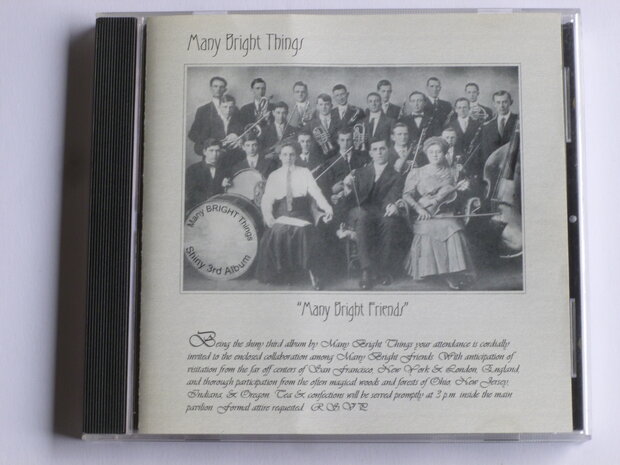 Many Bright Things
Many BRIGHT Things
Shiny 3rd Album
"Many Bright Friends"
Being the shiny third album by Many Bright Things your attendance is cordially
invited to the enclosed collaboration among Many Bright Friends. With anticipation of
visitation from the far off centers of San Francisco, New York & London, England
and thorough participation from the often magical woods and forests of Ohio, New Jersey,
Indiana, & Oregon. Tea & confections will be served promptly at 3 p.m. inside the main
pavilion. Formal attire requested. R.S.V.P.